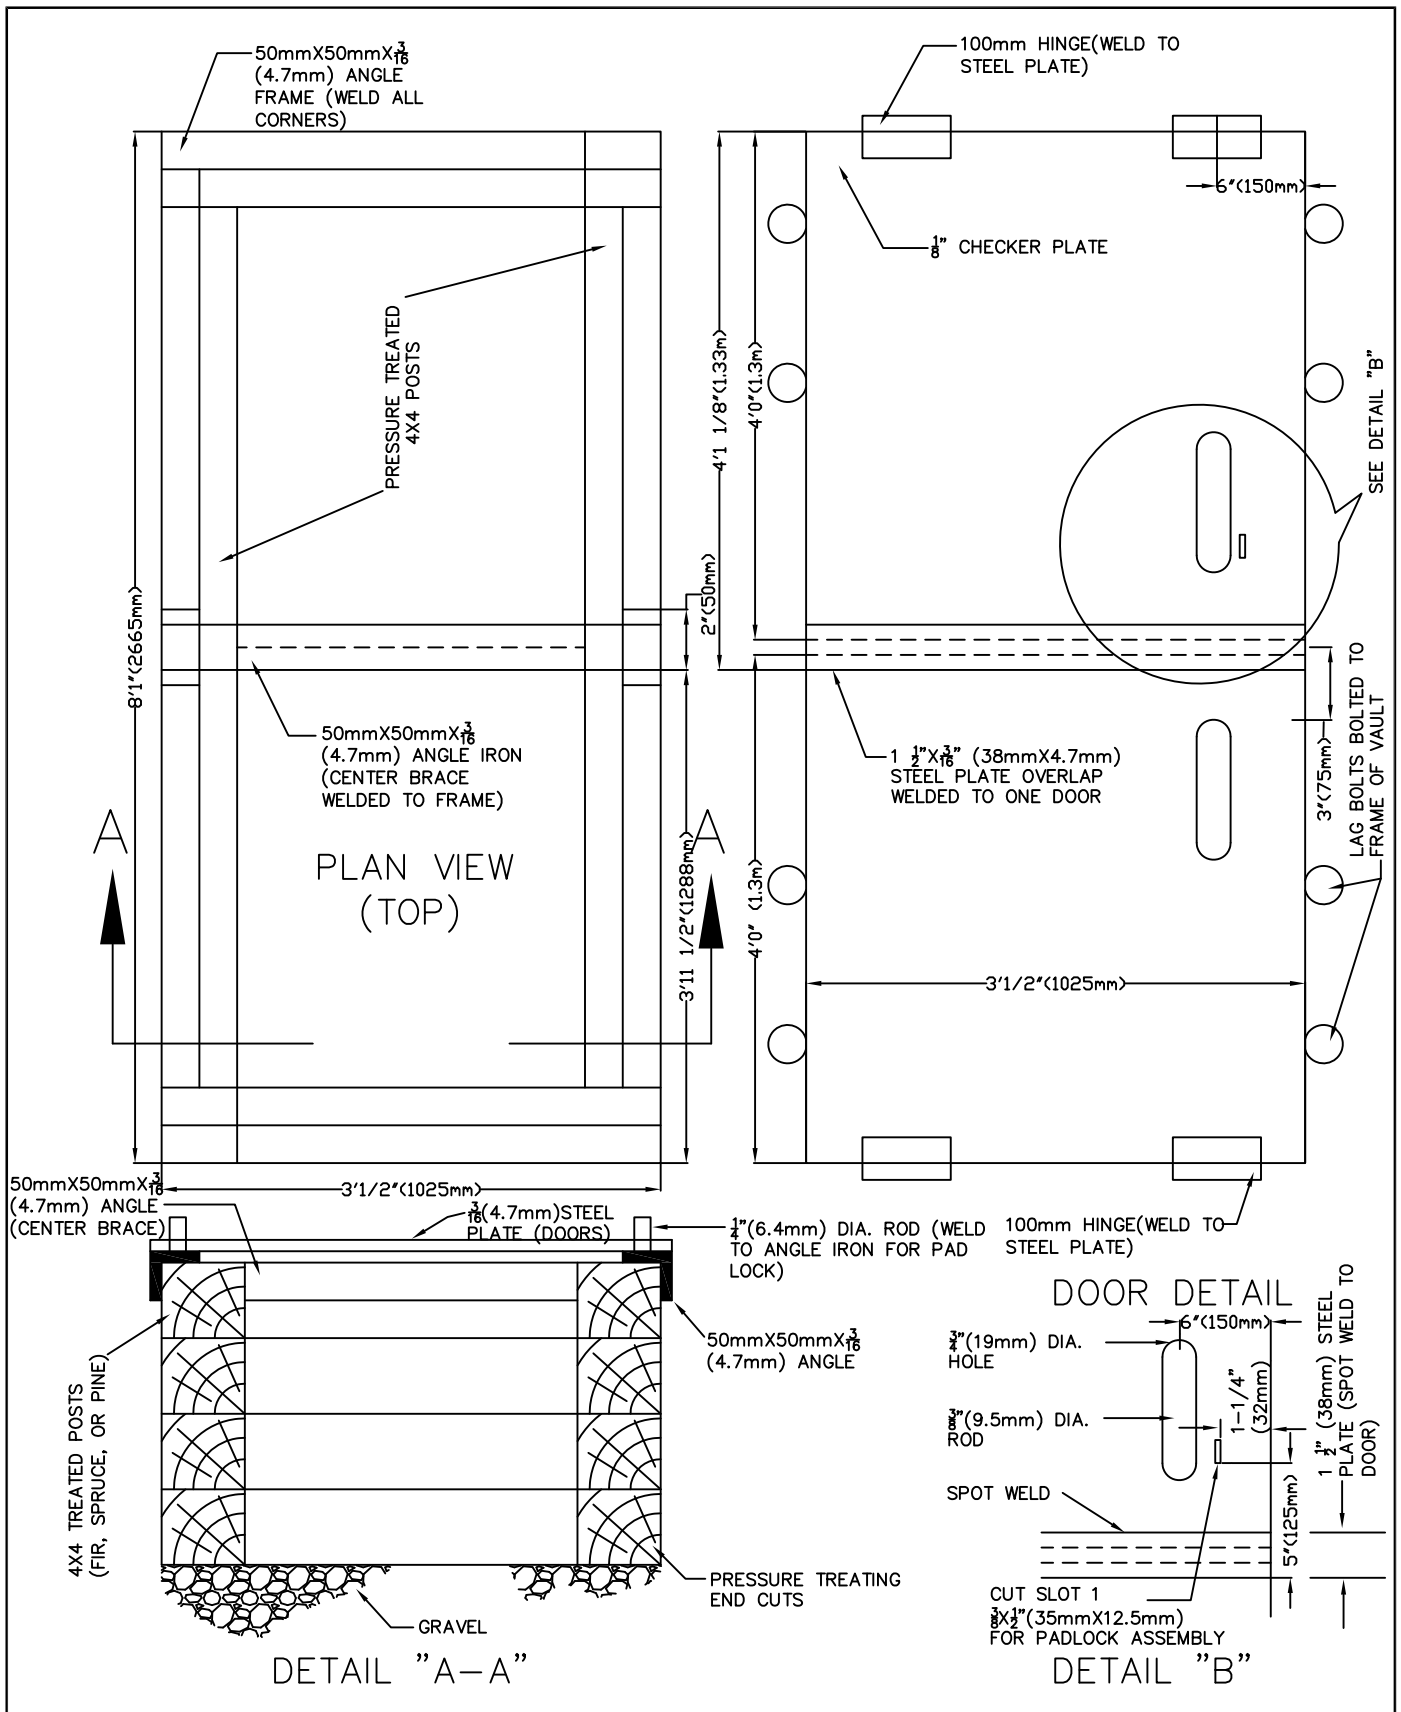 50mmX50mmX3/16
(4.7mm) ANGLE
FRAME (WELD ALL
CORNERS)
100mm HINGE(WELD TO
STEEL PLATE)
6"(150mm)
1/8" CHECKER PLATE
PRESSURE TREATED
4X4 POSTS
4'1 1/8"(1.33m)
4'0"(1.3m)
SEE DETAIL "B"
8'1"(2665mm)
2"(50mm)
50mmX50mmX3/16
(4.7mm) ANGLE IRON
(CENTER BRACE
WELDED TO FRAME)
1 1/2"X3/16" (38mmX4.7mm)
STEEL PLATE OVERLAP
WELDED TO ONE DOOR
3"(75mm)
LAG BOLTS BOLTED TO
FRAME OF VAULT
A
A
PLAN VIEW
(TOP)
3'11 1/2"(1288mm)
4'0" (1.3m)
3'1/2"(1025mm)
50mmX50mmX3/16
(4.7mm) ANGLE
(CENTER BRACE)
3'1/2"(1025mm)
3/16(4.7mm)STEEL
PLATE (DOORS)
1/4"(6.4mm) DIA. ROD (WELD
TO ANGLE IRON FOR PAD
LOCK)
100mm HINGE(WELD TO
STEEL PLATE)
DOOR DETAIL
50mmX50mmX3/16
(4.7mm) ANGLE
4X4 TREATED POSTS
(FIR, SPRUCE, OR PINE)
PRESSURE TREATING
END CUTS
GRAVEL
DETAIL "A-A"
6"(150mm)
3/4"(19mm) DIA.
HOLE
3/8"(9.5mm) DIA.
ROD
1-1/4"
(32mm)
1 1/2" (38mm) STEEL
PLATE (SPOT WELD TO
DOOR)
SPOT WELD
5"(125mm)
CUT SLOT 1
3/8X1/2"(35mmX12.5mm)
FOR PADLOCK ASSEMBLY
DETAIL "B"